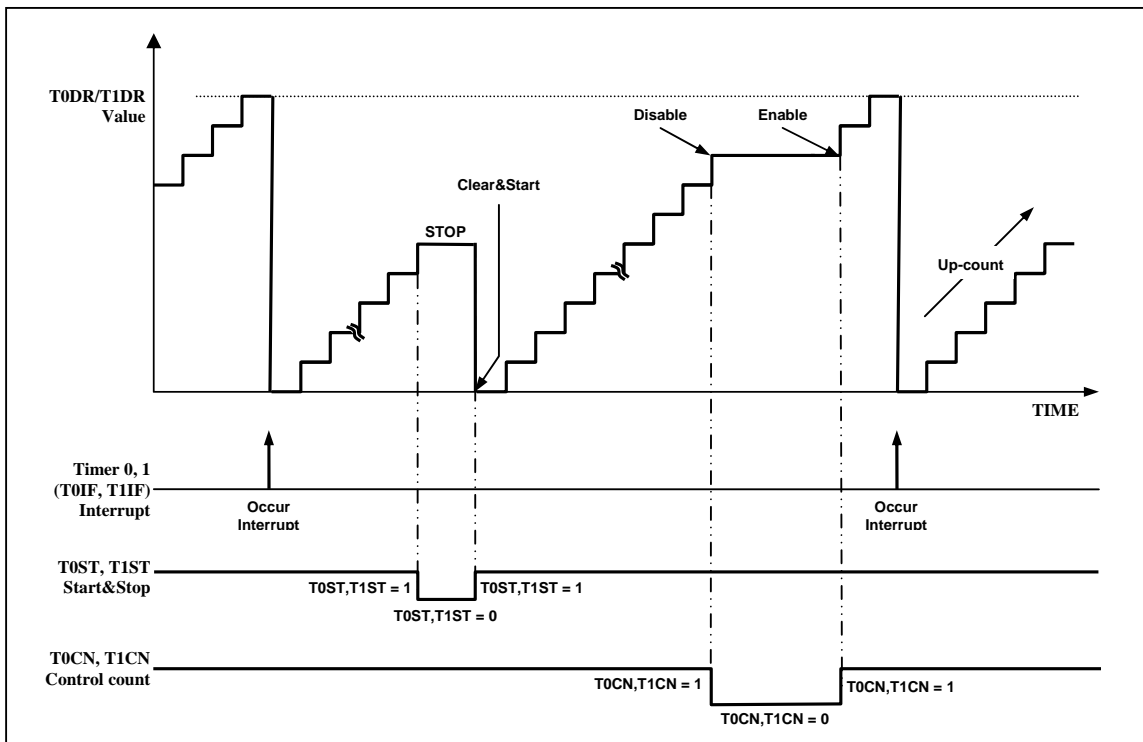 T0DR/T1DR
Value
Disable
Enable
Clear&Start
STOP
Up-count
TIME
Timer 0, 1
(T0IF, T1IF)
Interrupt
Occur
Interrupt
Occur
Interrupt
T0ST, T1ST
Start&Stop
T0ST,T1ST = 1
T0ST,T1ST = 1
T0ST,T1ST = 0
T0CN, T1CN
Control count
T0CN,T1CN = 1
T0CN,T1CN = 1
T0CN,T1CN = 0